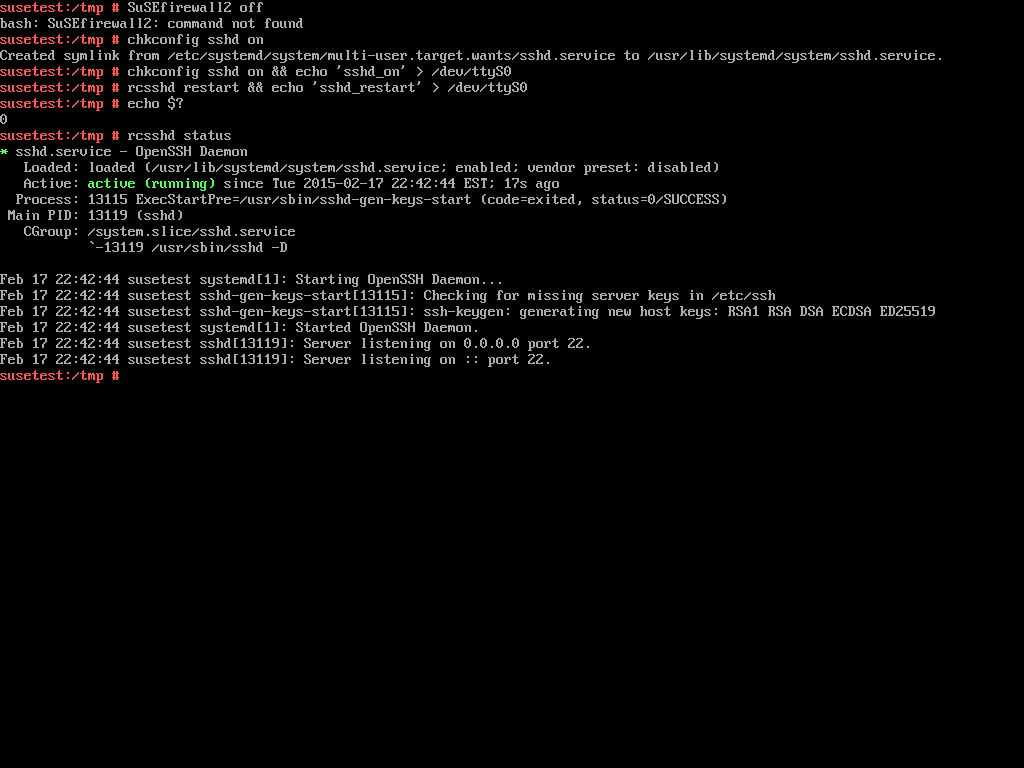 susetest:/tmp # SuSEfirewall2 off
bash: SuSEfirewall2: command not found
susetest:/tmp # chkconfig sshd on
Created symlink from /etc/systemd/system/multi-user.target.wants/sshd.service to /usr/lib/systemd/system/sshd.service.
susetest:/tmp # chkconfig sshd on && echo 'sshd_on' > /dev/ttyS0
susetest:/tmp # rcsshd restart && echo 'sshd_restart' > /dev/ttyS0
susetest:/tmp # echo $?
0
susetest:/tmp # rcsshd status
* sshd.service - OpenSSH Daemon
   Loaded: loaded (/usr/lib/systemd/system/sshd.service; enabled; vendor preset: disabled)
   Active: active (running) since Tue 2015-02-17 22:42:44 EST; 17s ago
  Process: 13115 ExecStartPre=/usr/sbin/sshd-gen-keys-start (code=exited, status=0/SUCCESS)
 Main PID: 13119 (sshd)
   CGroup: /system.slice/sshd.service
           `-13119 /usr/sbin/sshd -D

Feb 17 22:42:44 susetest systemd[1]: Starting OpenSSH Daemon...
Feb 17 22:42:44 susetest sshd-gen-keys-start[13115]: Checking for missing server keys in /etc/ssh
Feb 17 22:42:44 susetest sshd-gen-keys-start[13115]: ssh-keygen: generating new host keys: RSA1 RSA DSA ECDSA ED25519
Feb 17 22:42:44 susetest systemd[1]: Started OpenSSH Daemon.
Feb 17 22:42:44 susetest sshd[13119]: Server listening on 0.0.0.0 port 22.
Feb 17 22:42:44 susetest sshd[13119]: Server listening on :: port 22.
susetest:/tmp #